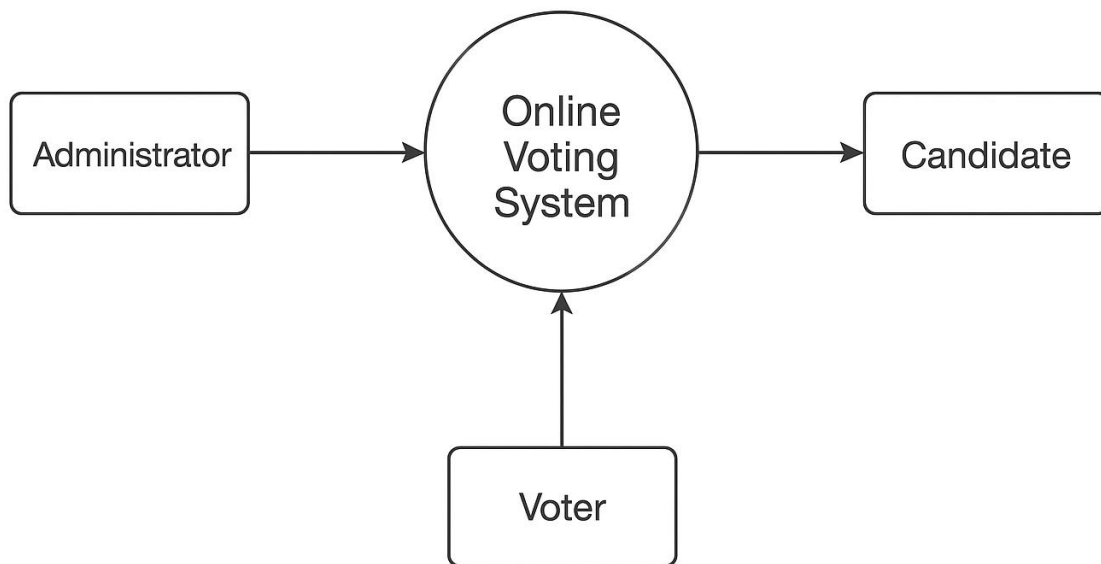 Administrator
Online
Voting
System
Candidate
Voter